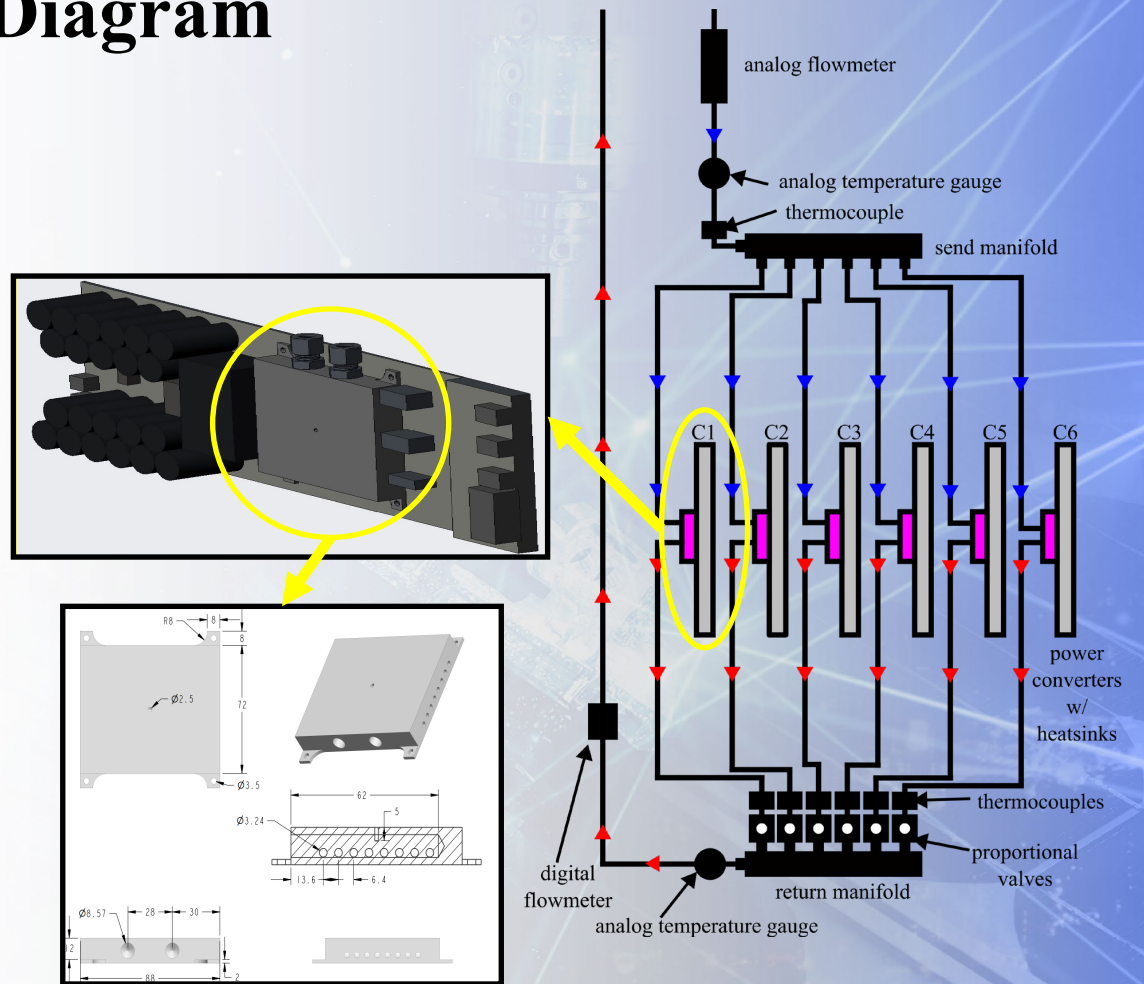 Diagram
analog flowmeter
analog temperature gauge
thermocouple
send manifold
C1 C2 C3 C4 C5 C6
power
converters
w/
heatsinks
thermocouples
proportional
valves
return manifold
digital
flowmeter
analog temperature gauge
R8
8
8
Ø2.5
72
Ø3.5
62
5
Ø3.24
13.6
6.4
Ø8.57
28
30
12
88
2